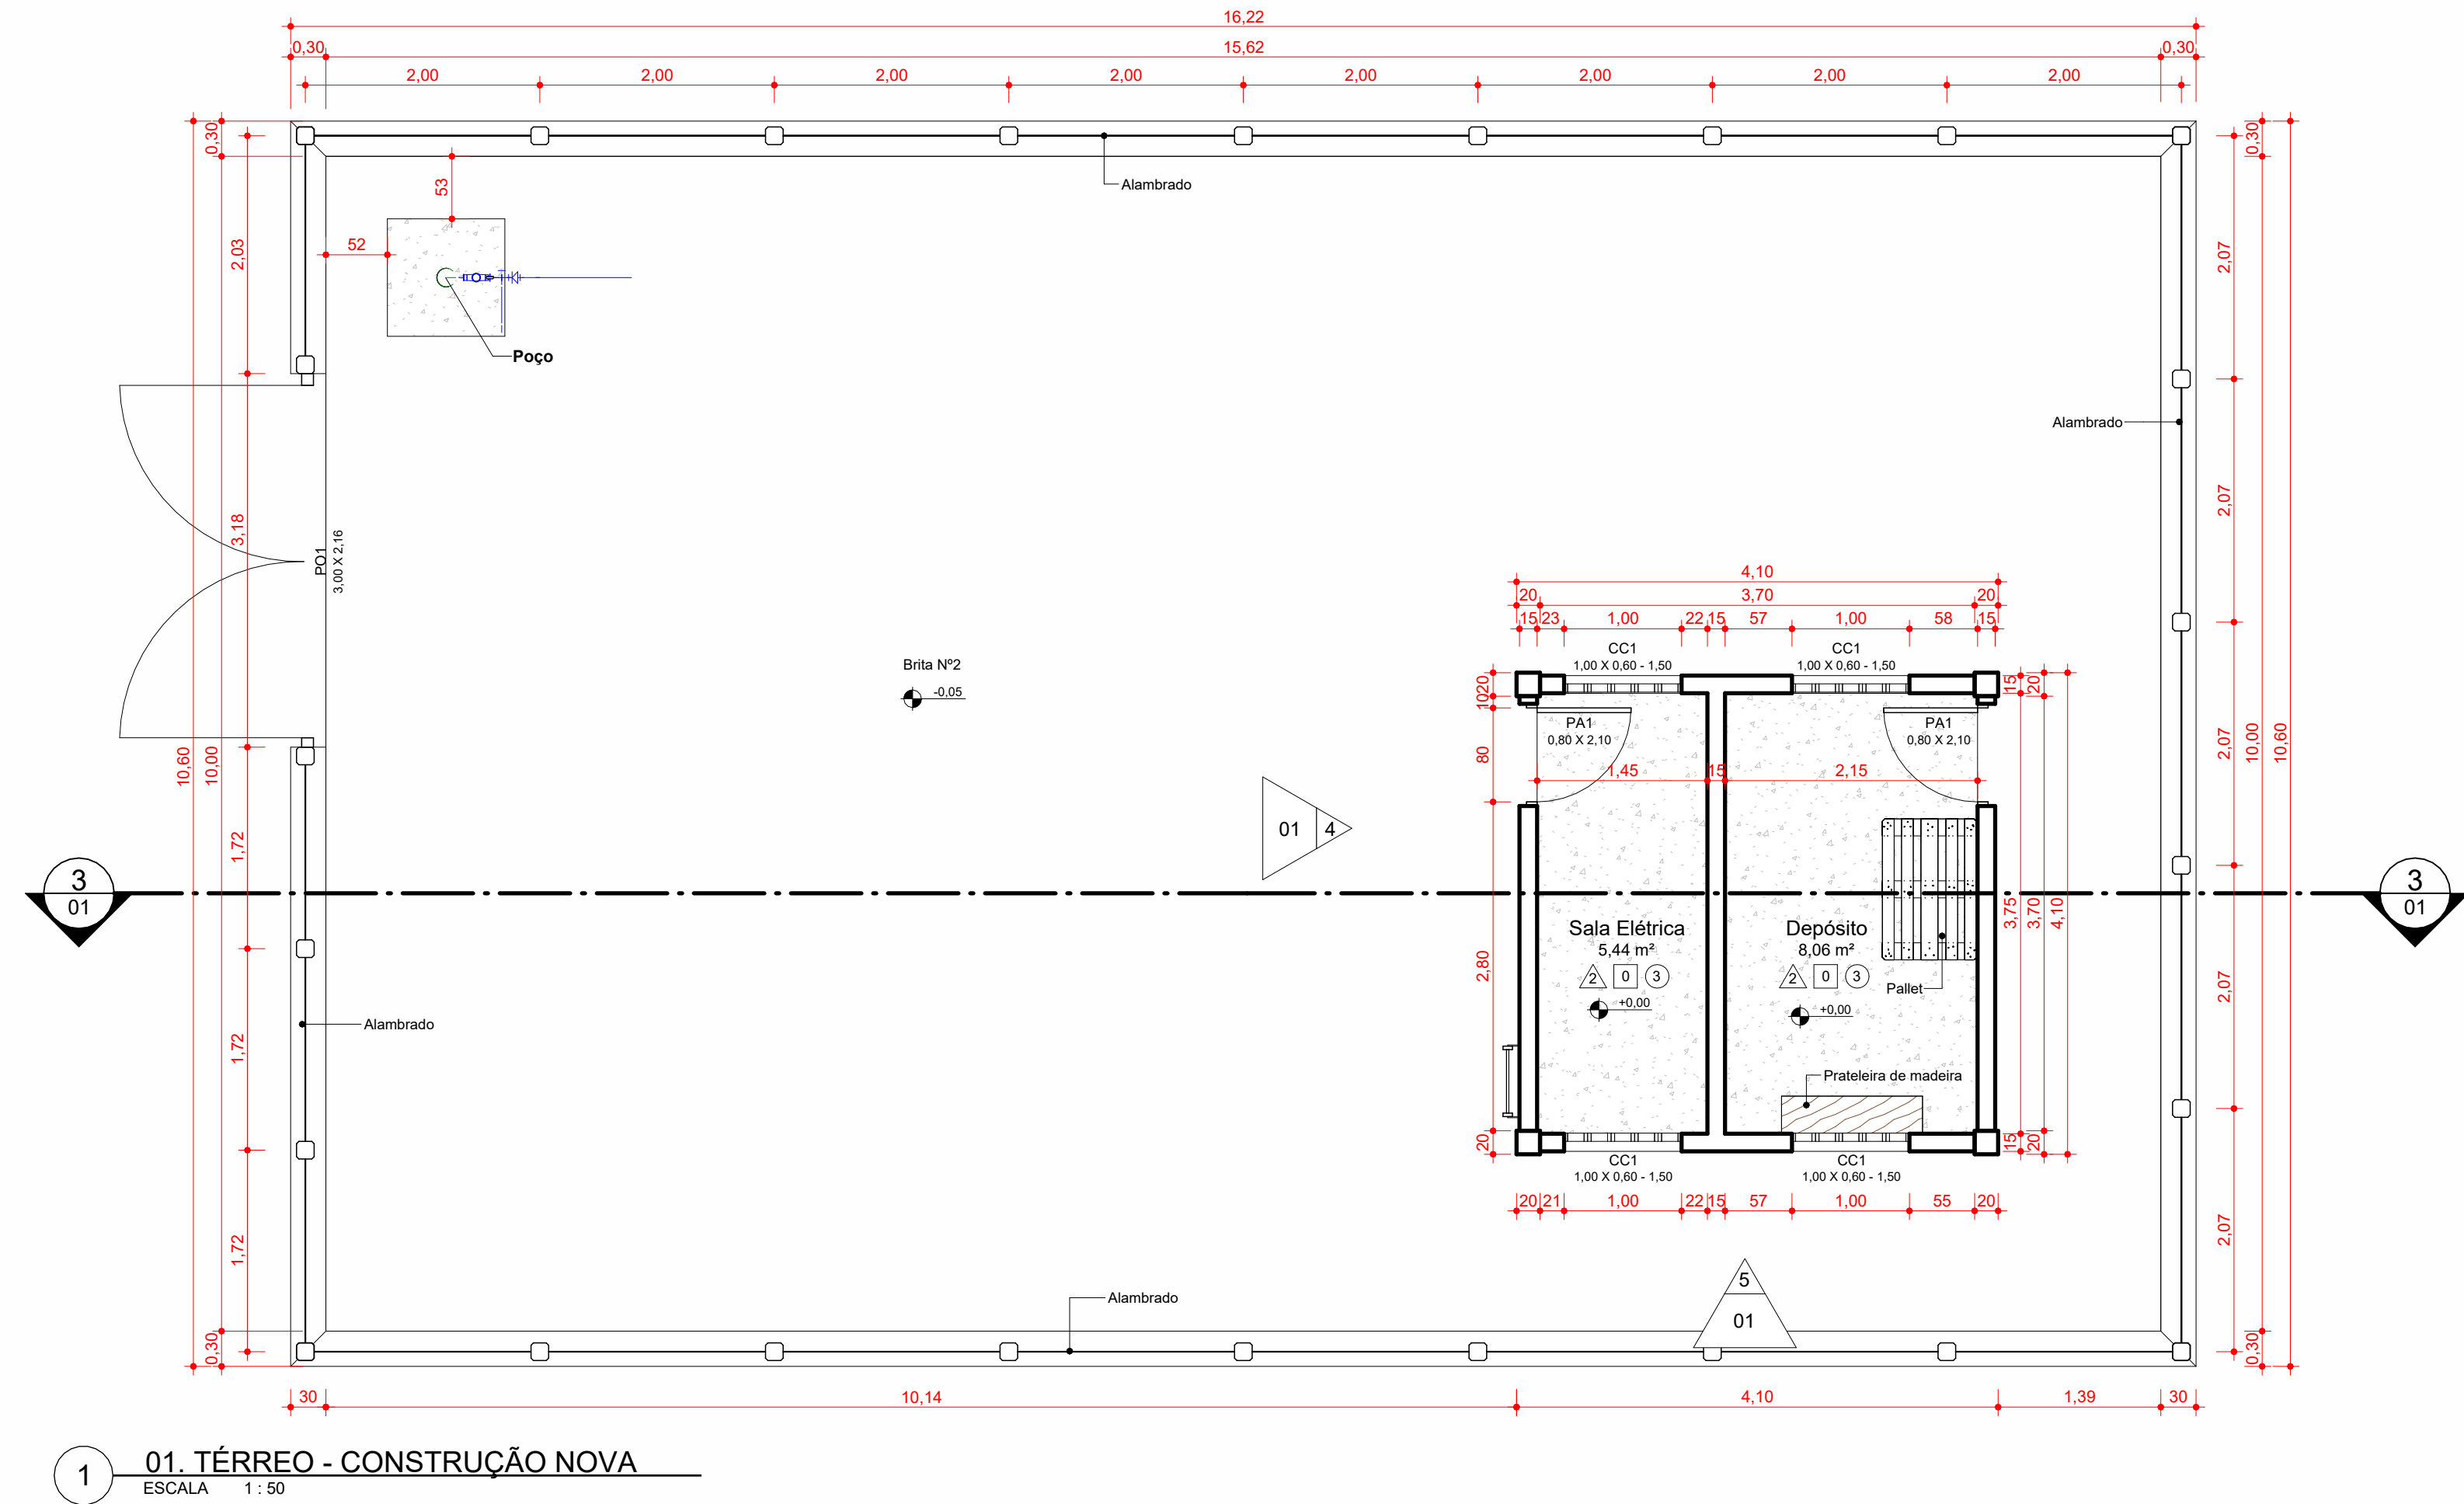 16,22
0,30 15,62 0,30
2,00 2,00 2,00 2,00 2,00 2,00 2,00 2,00
0,30 0,30
Alambrado
53
52
2,03
2,07
Poço
Alambrado
3,18
PO1
3,00 X 2,16
2,07
4,10
20 3,70 20
15 23 1,00 22 15 57 1,00 58 15
CC1 CC1
1,00 X 0,60 - 1,50 1,00 X 0,60 - 1,50
Brita Nº2
-0,05
20 15 20
10
PA1 PA1
0,80 X 2,10 0,80 X 2,10
10,60 10,00 80 2,07 10,00 10,60
1,45 15 2,15
01 4
1,72
3 3
01 01
3,75 3,70 4,10
Sala Elétrica Depósito
5,44 m² 8,06 m²
2 0 3 2 0 3
2,80
Pallet
2,07
+0,00 +0,00
Alambrado
1,72
Prateleira de madeira
20 15 20
CC1 CC1
1,00 X 0,60 - 1,50 1,00 X 0,60 - 1,50
20 21 1,00 22 15 57 1,00 55 20
1,72
2,07
5
01
Alambrado
0,30 0,30
30 10,14 4,10 1,39 30
1 01. TÉRREO - CONSTRUÇÃO NOVA
ESCALA 1 : 50